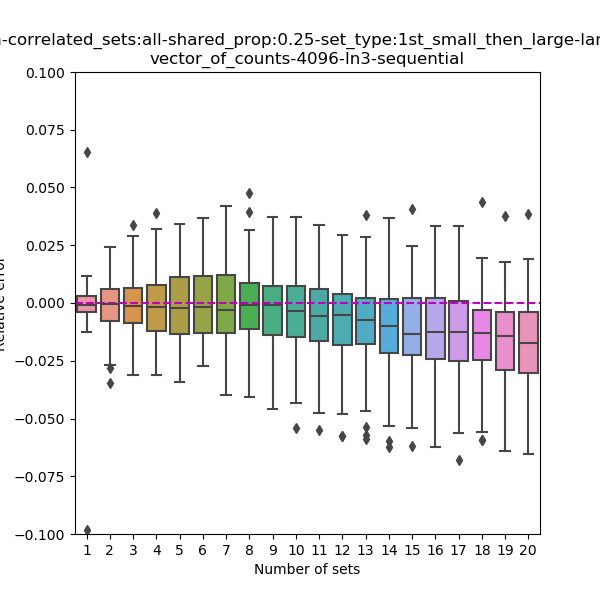 -correlated_sets:all-shared_prop:0.25-set_type:1st_small_then_large-lar
vector_of_counts-4096-ln3-sequential
0.100
0.075
0.050
0.025
0.000
−0.025
−0.050
−0.075
−0.100
Relative error
1 2 3 4 5 6 7 8 9 10 11 12 13 14 15 16 17 18 19 20
Number of sets